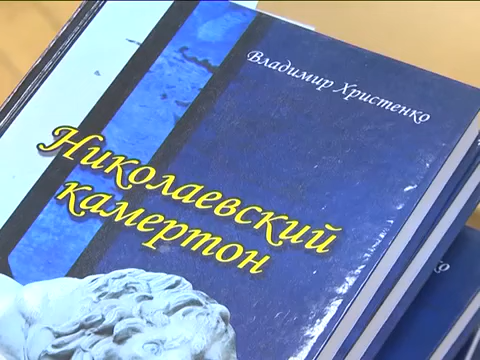 Владимир Христенко
Николаевский
камертон